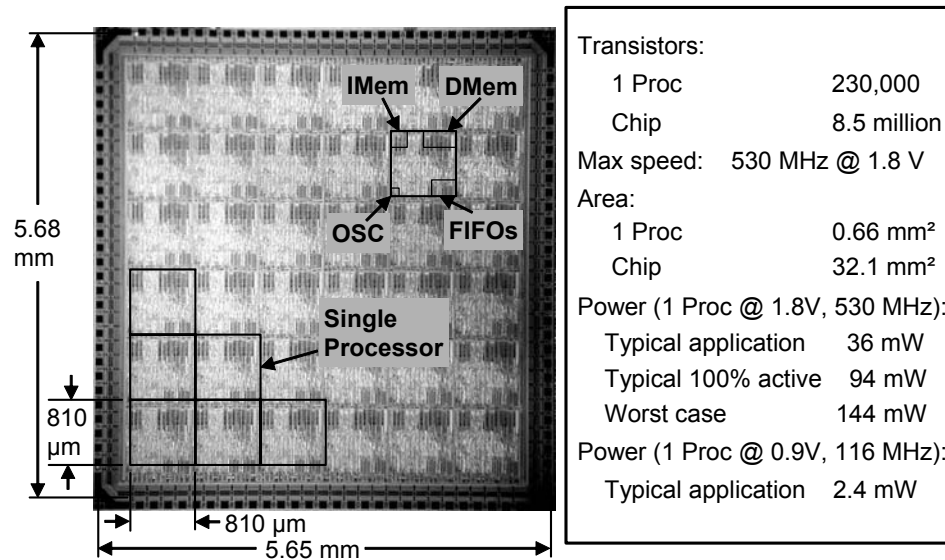 IMem
DMem
OSC
FIFOs
5.68
mm
Single
Processor
810
µm
810 µm
5.65 mm
Transistors:
1 Proc 230,000
Chip 8.5 million
Max speed: 530 MHz @ 1.8 V
Area:
1 Proc 0.66 mm²
Chip 32.1 mm²
Power (1 Proc @ 1.8V, 530 MHz):
Typical application 36 mW
Typical 100% active 94 mW
Worst case 144 mW
Power (1 Proc @ 0.9V, 116 MHz):
Typical application 2.4 mW